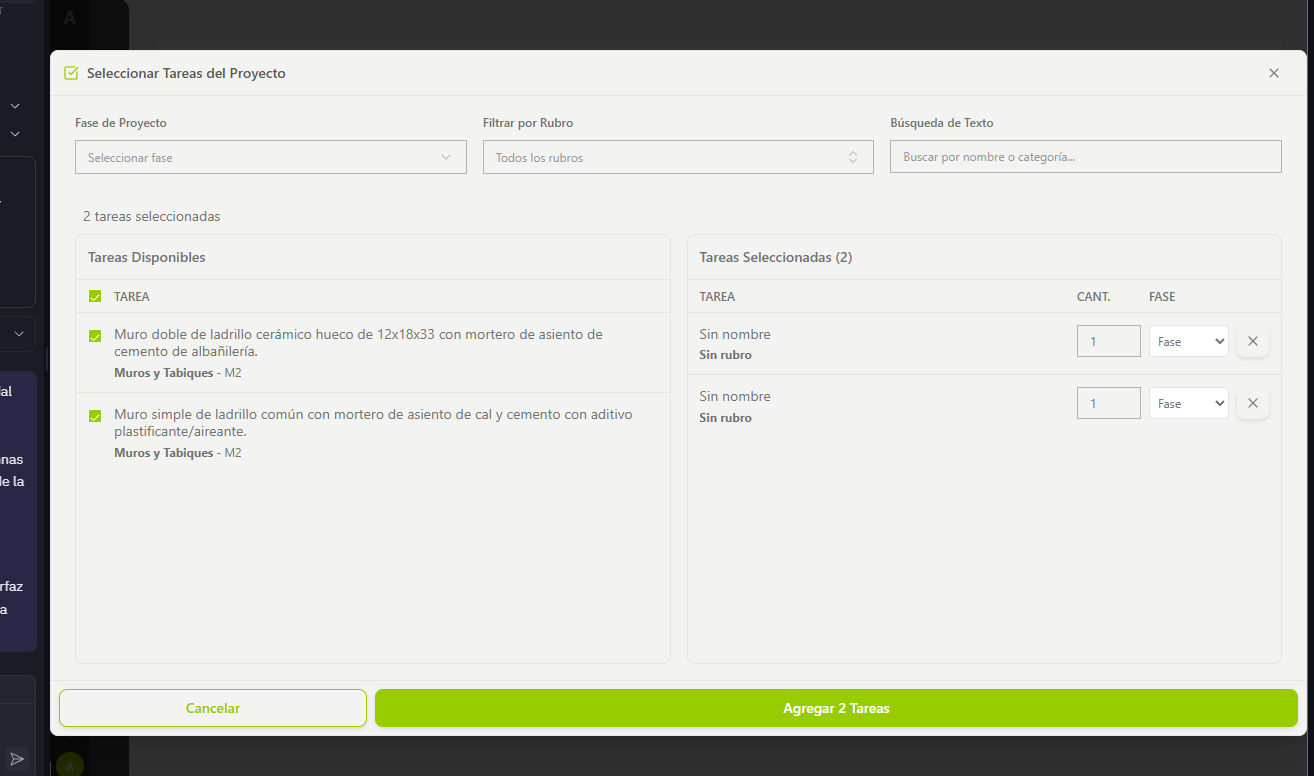 A
Seleccionar Tareas del Proyecto
Fase de Proyecto
Filtrar por Rubro
Búsqueda de Texto
Seleccionar fase
Todos los rubros
Buscar por nombre o categoría...
2 tareas seleccionadas
Tareas Disponibles
TAREA
Muro doble de ladrillo cerámico hueco de 12x18x33 con mortero de asiento de
cemento de albañilería.
Muros y Tabiques - M2
Muro simple de ladrillo común con mortero de asiento de cal y cemento con aditivo
plastificante/aireante.
Muros y Tabiques - M2
Tareas Seleccionadas (2)
TAREA CANT. FASE
Sin nombre
Sin rubro
1 Fase
Sin nombre
Sin rubro
1 Fase
Cancelar
Agregar 2 Tareas
al
nas
de la
rfaz
a
A